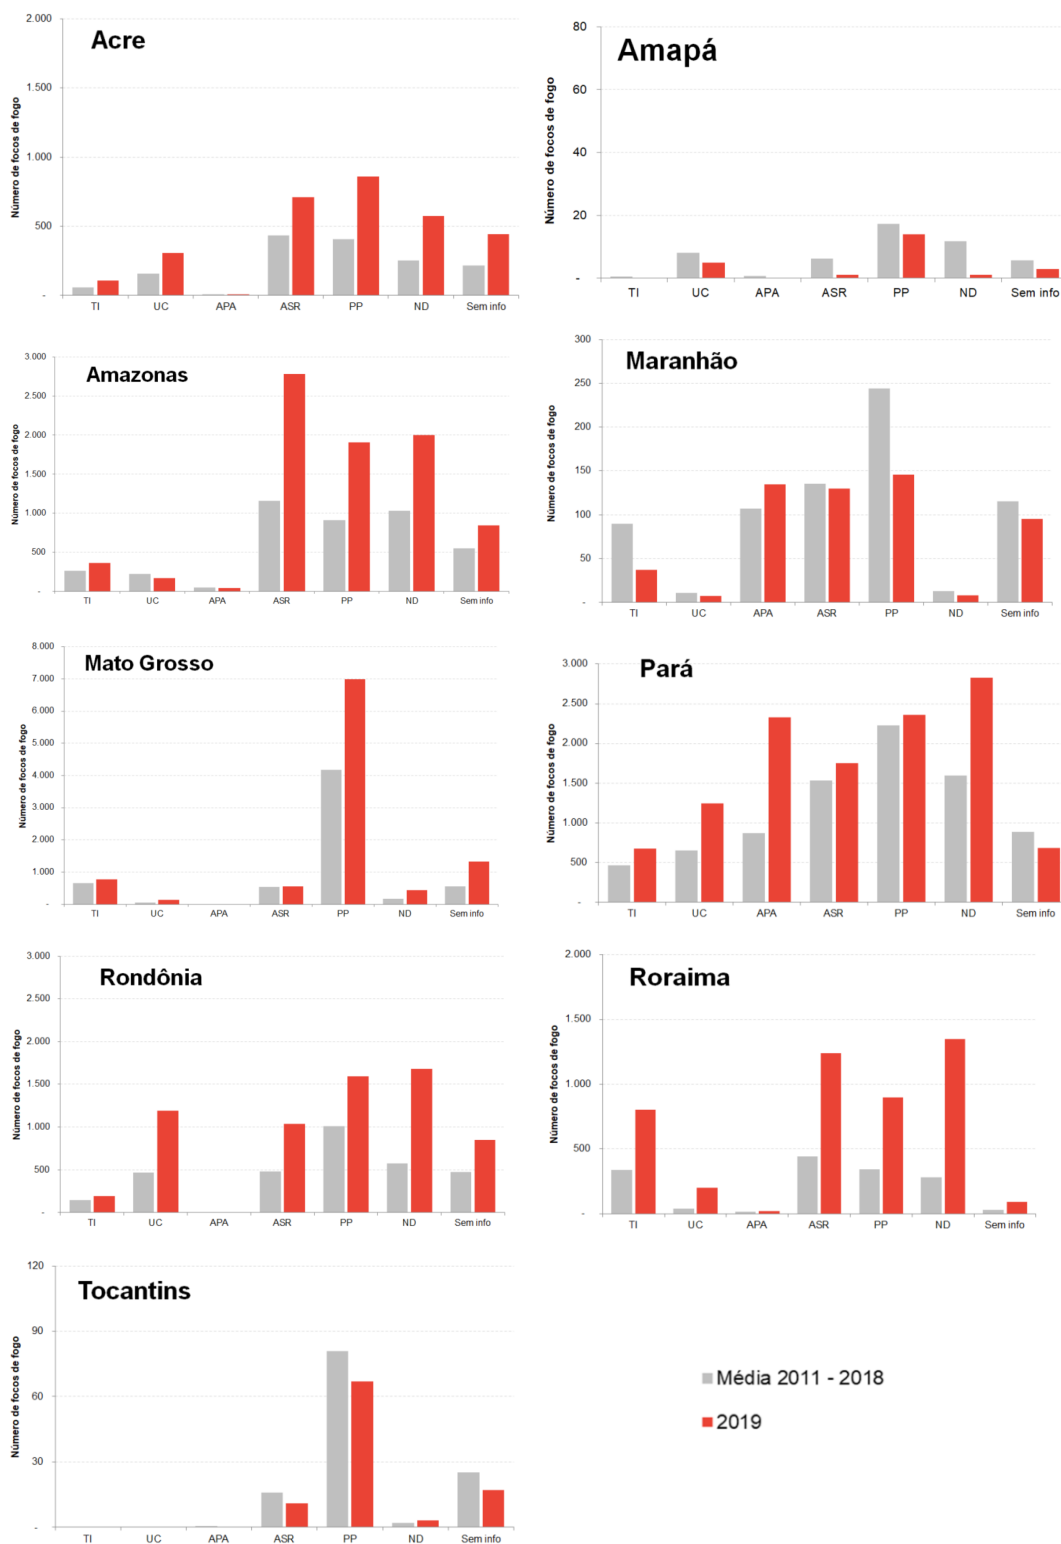 Acre
Número de focos de fogo
2.000
1.500
1.000
500
-
TI UC APA ASR PP ND Sem info
Amapá
Número de focos de fogo
80
60
40
20
-
TI UC APA ASR PP ND Sem info
Amazonas
Número de focos de fogo
3.000
2.500
2.000
1.500
1.000
500
-
TI UC APA ASR PP ND Sem info
Maranhão
Número de focos de fogo
300
250
200
150
100
50
-
TI UC APA ASR PP ND Sem info
Mato Grosso
Número de focos de fogo
8.000
7.000
6.000
5.000
4.000
3.000
2.000
1.000
-
TI UC APA ASR PP ND Sem info
Pará
Número de focos de fogo
3.000
2.500
2.000
1.500
1.000
500
-
TI UC APA ASR PP ND Sem info
Rondônia
Número de focos de fogo
3.000
2.500
2.000
1.500
1.000
500
-
TI UC APA ASR PP ND Sem info
Roraima
Número de focos de fogo
2.000
1.500
1.000
500
-
TI UC APA ASR PP ND Sem info
Tocantins
Número de focos de fogo
120
90
60
30
-
TI UC APA ASR PP ND Sem info
Média 2011 - 2018
2019